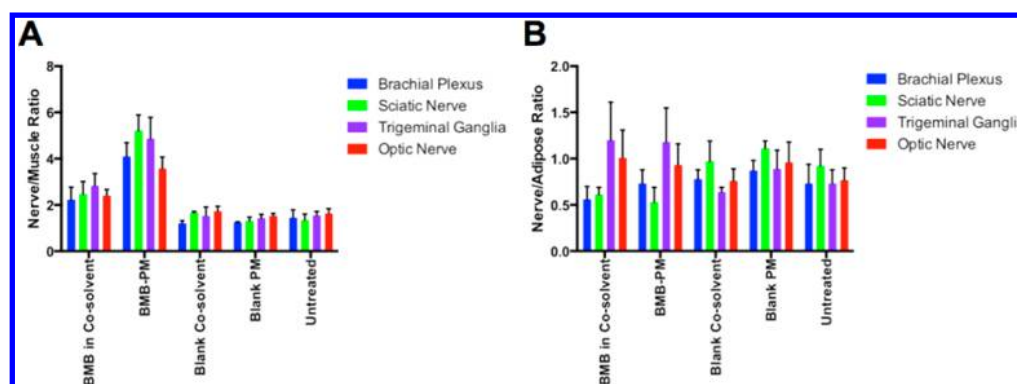 A
Nerve/Muscle Ratio
8
6
4
2
0
Brachial Plexus
Sciatic Nerve
Trigeminal Ganglia
Optic Nerve
BMB in Co-solvent
BMB-PM
Blank Co-solvent
Blank PM
Untreated
B
Nerve/Adipose Ratio
2.0
1.5
1.0
0.5
0.0
Brachial Plexus
Sciatic Nerve
Trigeminal Gangli
Optic Nerve
BMB in Co-solvent
BMB-PM
Blank Co-solvent
Blank PM
Untreated